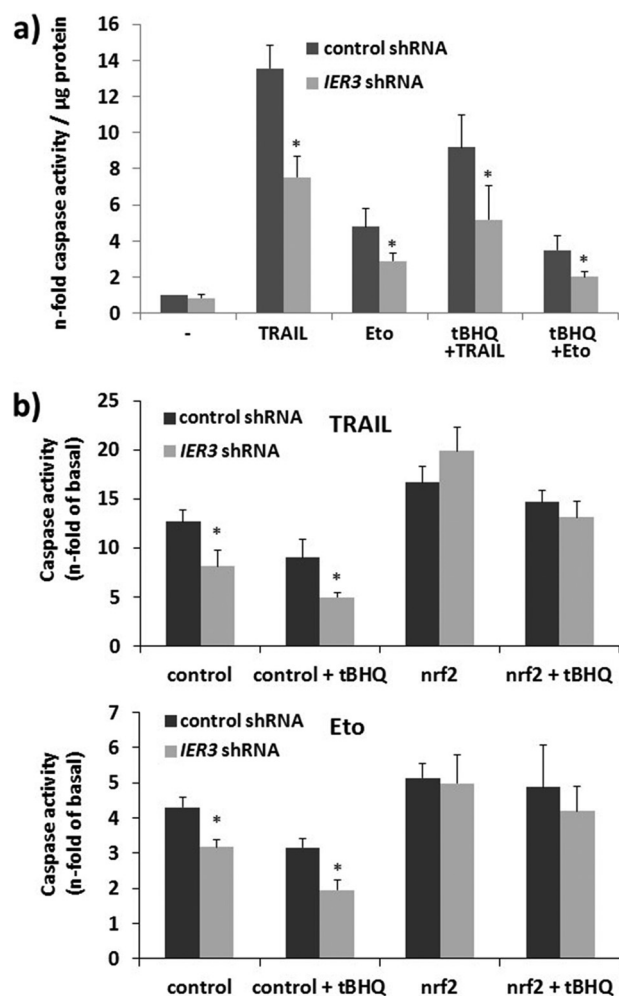 a)
n-fold caspase activity / µg protein
16
14
12
10
8
6
4
2
0
control shRNA
IER3 shRNA
*
*
*
*
- TRAIL Eto tBHQ tBHQ
+TRAIL +Eto
b)
Caspase activity
(n-fold of basal)
25
20
15
10
5
0
control shRNA
IER3 shRNA
TRAIL
*
*
control control + tBHQ nrf2 nrf2 + tBHQ
Caspase activity
(n-fold of basal)
7
6
5
4
3
2
1
0
control shRNA
IER3 shRNA
Eto
*
*
control control + tBHQ nrf2 nrf2 + tBHQ